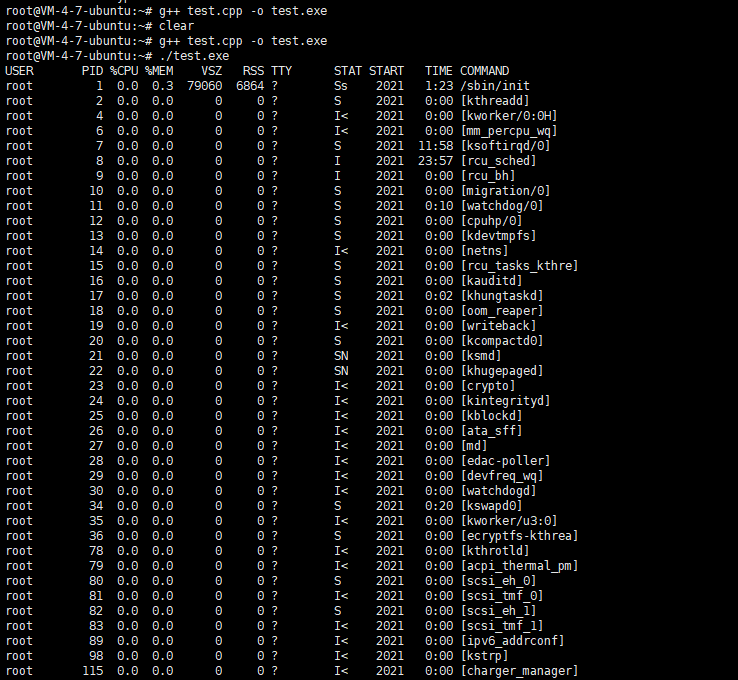 root@VM-4-7-ubuntu:~# g++ test.cpp -o test.exe
root@VM-4-7-ubuntu:~# clear
root@VM-4-7-ubuntu:~# g++ test.cpp -o test.exe
root@VM-4-7-ubuntu:~# ./test.exe
USER       PID %CPU %MEM    VSZ   RSS TTY      STAT START   TIME COMMAND
root         1  0.0  0.3  79060  6864 ?        Ss    2021   1:23 /sbin/init
root         2  0.0  0.0      0     0 ?        S     2021   0:00 [kthreadd]
root         4  0.0  0.0      0     0 ?        I<    2021   0:00 [kworker/0:0H]
root         6  0.0  0.0      0     0 ?        I<    2021   0:00 [mm_percpu_wq]
root         7  0.0  0.0      0     0 ?        S     2021  11:58 [ksoftirqd/0]
root         8  0.0  0.0      0     0 ?        I     2021  23:57 [rcu_sched]
root         9  0.0  0.0      0     0 ?        I     2021   0:00 [rcu_bh]
root        10  0.0  0.0      0     0 ?        S     2021   0:00 [migration/0]
root        11  0.0  0.0      0     0 ?        S     2021   0:10 [watchdog/0]
root        12  0.0  0.0      0     0 ?        S     2021   0:00 [cpuhp/0]
root        13  0.0  0.0      0     0 ?        S     2021   0:00 [kdevtmpfs]
root        14  0.0  0.0      0     0 ?        I<    2021   0:00 [netns]
root        15  0.0  0.0      0     0 ?        S     2021   0:00 [rcu_tasks_kthre]
root        16  0.0  0.0      0     0 ?        S     2021   0:00 [kauditd]
root        17  0.0  0.0      0     0 ?        S     2021   0:02 [khungtaskd]
root        18  0.0  0.0      0     0 ?        S     2021   0:00 [oom_reaper]
root        19  0.0  0.0      0     0 ?        I<    2021   0:00 [writeback]
root        20  0.0  0.0      0     0 ?        S     2021   0:00 [kcompactd0]
root        21  0.0  0.0      0     0 ?        SN    2021   0:00 [ksmd]
root        22  0.0  0.0      0     0 ?        SN    2021   0:00 [khugepaged]
root        23  0.0  0.0      0     0 ?        I<    2021   0:00 [crypto]
root        24  0.0  0.0      0     0 ?        I<    2021   0:00 [kintegrityd]
root        25  0.0  0.0      0     0 ?        I<    2021   0:00 [kblockd]
root        26  0.0  0.0      0     0 ?        I<    2021   0:00 [ata_sff]
root        27  0.0  0.0      0     0 ?        I<    2021   0:00 [md]
root        28  0.0  0.0      0     0 ?        I<    2021   0:00 [edac-poller]
root        29  0.0  0.0      0     0 ?        I<    2021   0:00 [devfreq_wq]
root        30  0.0  0.0      0     0 ?        I<    2021   0:00 [watchdogd]
root        34  0.0  0.0      0     0 ?        S     2021   0:20 [kswapd0]
root        35  0.0  0.0      0     0 ?        I<    2021   0:00 [kworker/u3:0]
root        36  0.0  0.0      0     0 ?        S     2021   0:00 [ecryptfs-kthrea]
root        78  0.0  0.0      0     0 ?        I<    2021   0:00 [kthrotld]
root        79  0.0  0.0      0     0 ?        I<    2021   0:00 [acpi_thermal_pm]
root        80  0.0  0.0      0     0 ?        S     2021   0:00 [scsi_eh_0]
root        81  0.0  0.0      0     0 ?        I<    2021   0:00 [scsi_tmf_0]
root        82  0.0  0.0      0     0 ?        S     2021   0:00 [scsi_eh_1]
root        83  0.0  0.0      0     0 ?        I<    2021   0:00 [scsi_tmf_1]
root        89  0.0  0.0      0     0 ?        I<    2021   0:00 [ipv6_addrconf]
root        98  0.0  0.0      0     0 ?        I<    2021   0:00 [kstrp]
root       115  0.0  0.0      0     0 ?        I<    2021   0:00 [charger_manager]